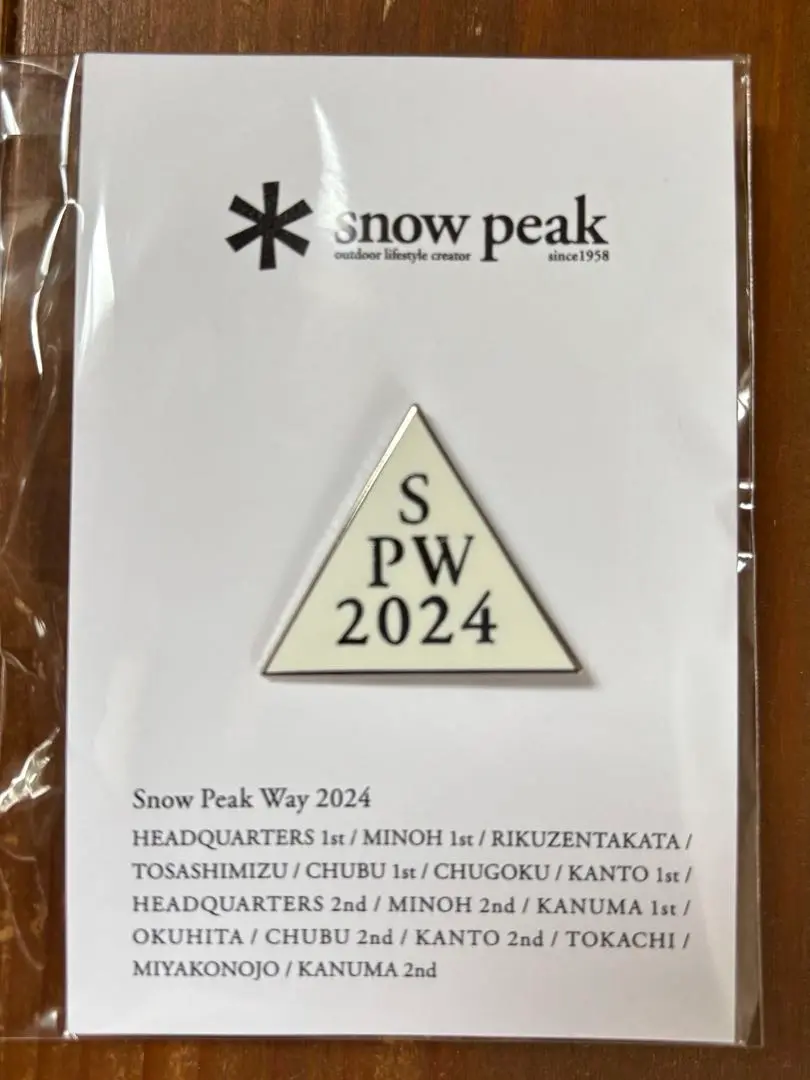 snow peak
outdoor lifestyle creator since1958
S
PW
2024
Snow Peak Way 2024
HEADQUARTERS 1st / MINOH 1st / RIKUZENTAKATA /
TOSASHIMIZU / CHUBU 1st / CHUGOKU / KANTO 1st /
HEADQUARTERS 2nd / MINOH 2nd / KANUMA 1st /
OKUHITA / CHUBU 2nd / KANTO 2nd / TOKACHI /
MIYAKONOJO / KANUMA 2nd